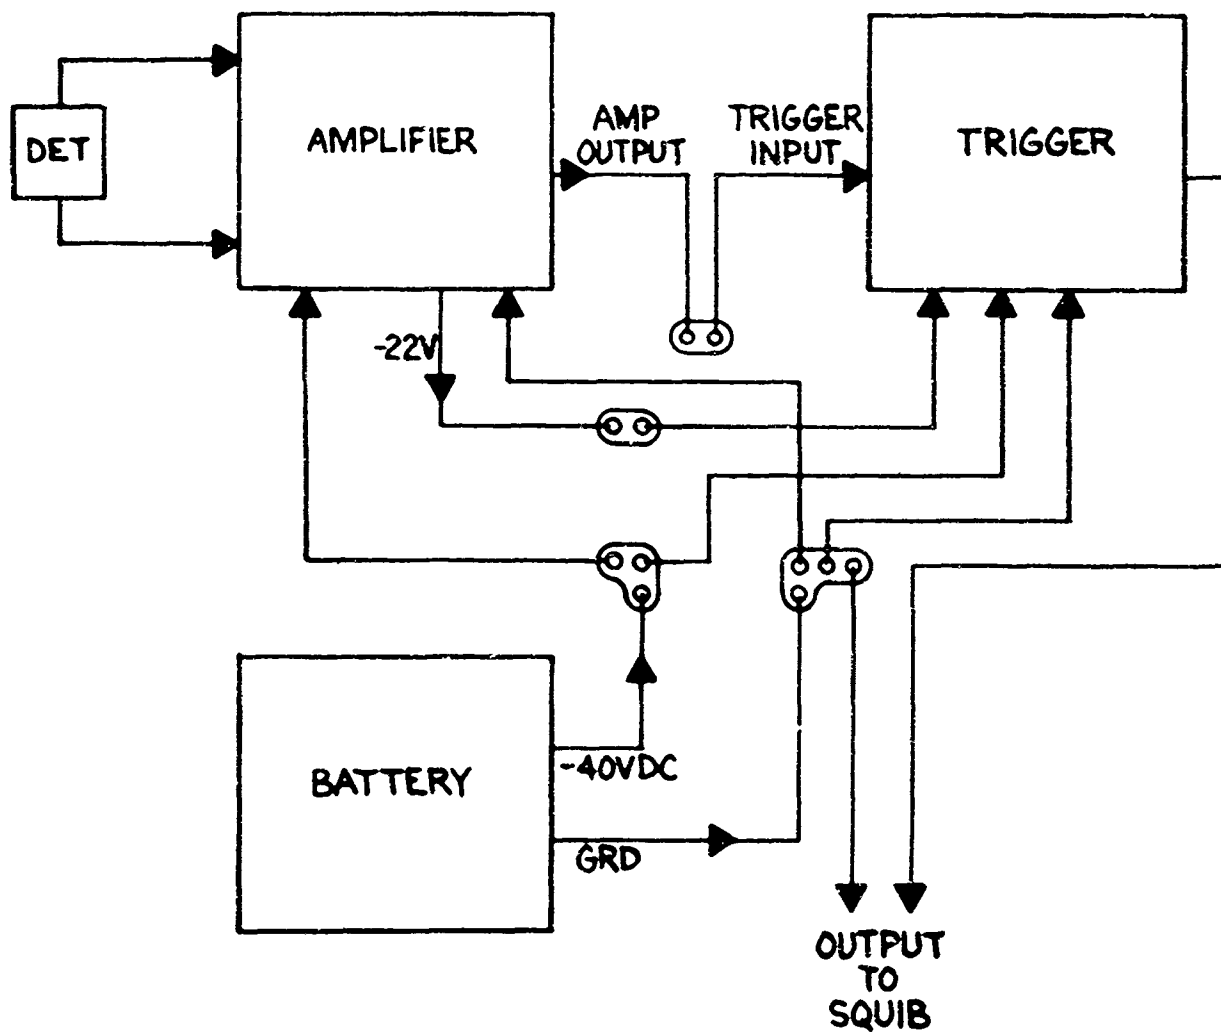 DET
AMPLIFIER
AMP
OUTPUT
TRIGGER
INPUT
TRIGGER
-22V
BATTERY
-40VDC
GRD
OUTPUT
TO
SQUIB